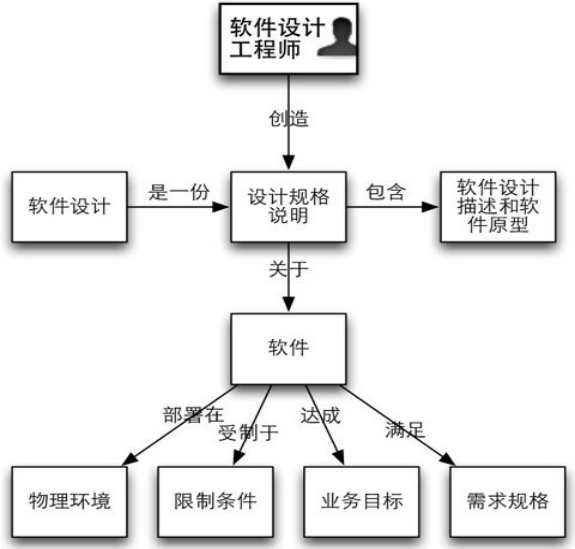 软件设计
工程师
创造
软件设计
是一份
设计规格
说明
包含
软件设计
描述和软
件原型
关于
软件
部署在
受制于
达成
满足
物理环境
限制条件
业务目标
需求规格